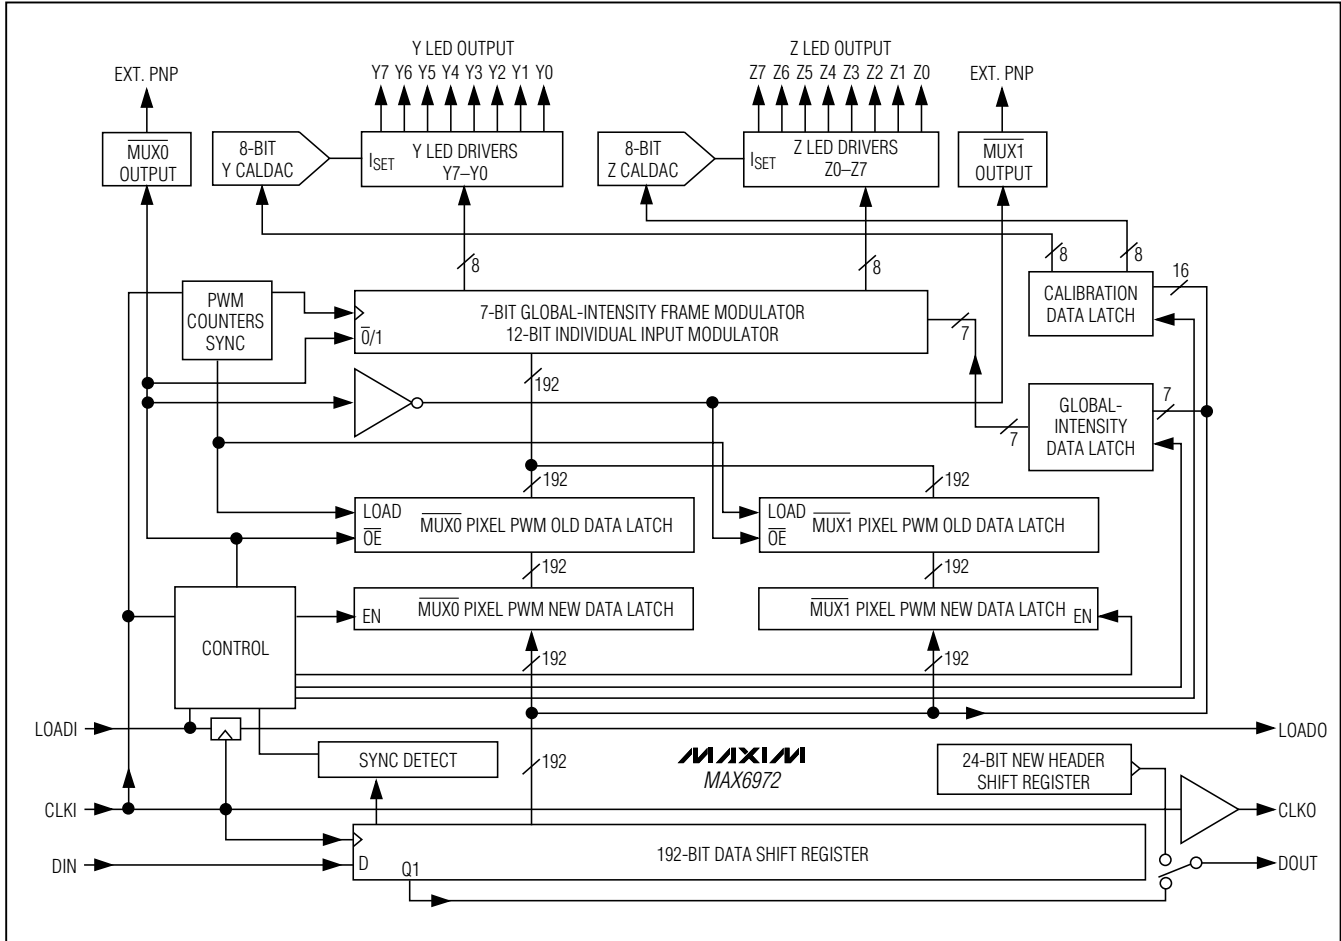 Y LED OUTPUT
Z LED OUTPUT
EXT. PNP
Y7 Y6 Y5 Y4 Y3 Y2 Y1 Y0
Z7 Z6 Z5 Z4 Z3 Z2 Z1 Z0
EXT. PNP
MUX0
OUTPUT
8-BIT
Y CALDAC
ISET
Y LED DRIVERS
Y7–Y0
8-BIT
Z CALDAC
ISET
Z LED DRIVERS
Z0–Z7
MUX1
OUTPUT
8
8
8
8
16
PWM
COUNTERS
SYNC
7-BIT GLOBAL-INTENSITY FRAME MODULATOR
12-BIT INDIVIDUAL INPUT MODULATOR
0/1
7
CALIBRATION
DATA LATCH
192
7
GLOBAL-
INTENSITY
DATA LATCH
7
192
192
LOAD
OE
MUX0 PIXEL PWM OLD DATA LATCH
LOAD
OE
MUX1 PIXEL PWM OLD DATA LATCH
192
192
EN
MUX0 PIXEL PWM NEW DATA LATCH
MUX1 PIXEL PWM NEW DATA LATCH
EN
CONTROL
192
192
LOADI
LOADO
SYNC DETECT
192
MAXIM
MAX6972
24-BIT NEW HEADER
SHIFT REGISTER
CLKI
CLKO
DIN
D
Q1
192-BIT DATA SHIFT REGISTER
DOUT